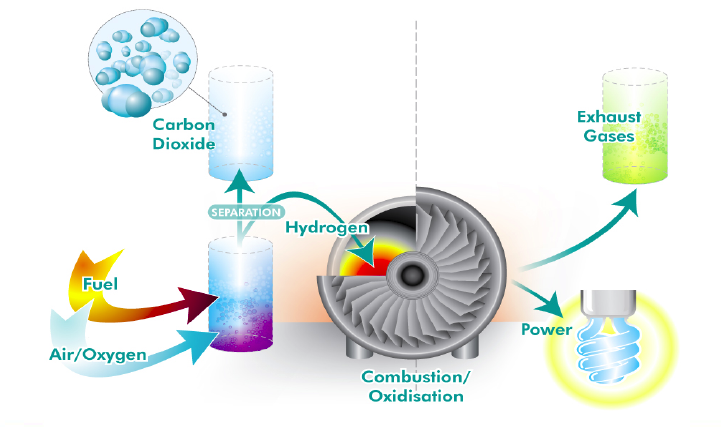 Carbon
Dioxide
Exhaust
Gases
SEPARATION
Hydrogen
Fuel
Air/Oxygen
Power
Combustion/
Oxidisation